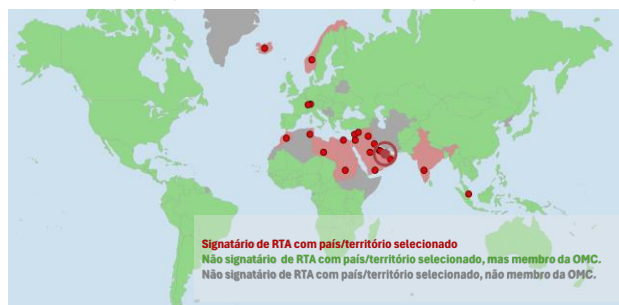 Signatário de RTA com país/território selecionado
Não signatário de RTA com país/território selecionado, mas membro da OMC.
Não signatário de RTA com país/território selecionado, não membro da OMC.